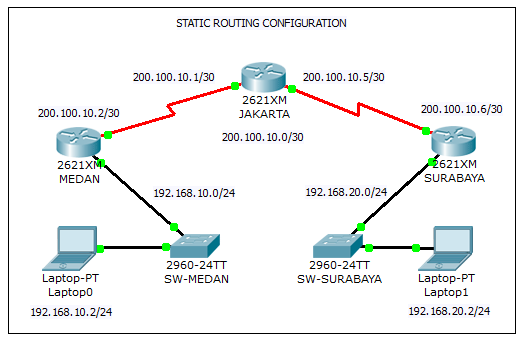 STATIC ROUTING CONFIGURATION
200.100.10.1/30
200.100.10.5/30
2621XM
JAKARTA
200.100.10.2/30
200.100.10.6/30
200.100.10.0/30
2621XM
MEDAN
2621XM
SURABAYA
192.168.10.0/24
192.168.20.0/24
Laptop-PT
Laptop0
2960-24TT
SW-MEDAN
2960-24TT
SW-SURABAYA
Laptop-PT
Laptop1
192.168.10.2/24
192.168.20.2/24